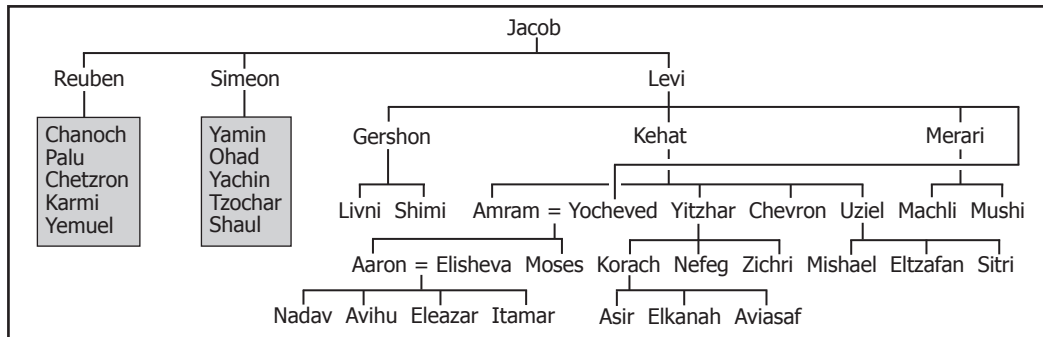 Jacob
Reuben Simeon Levi
Chanoch
Palu
Chetzron
Karmi
Yemuel
Yamin
Ohad
Yachin
Tzochar
Shaul
Gershon Kehat Merari
Livni Shimi Amram = Yocheved Yitzhar Chevron Uziel Machli Mushi
Aaron = Elisheva Moses Korach Nefeg Zichri Mishael Eltzafan Sitri
Nadav Avihu Eleazar Itamar Asir Elkanah Aviasaf